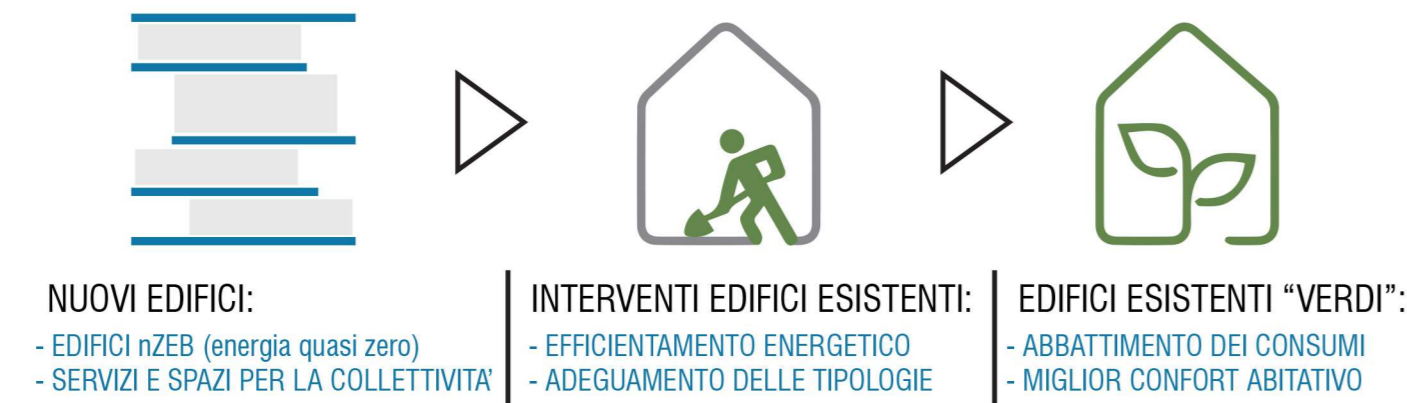 NUOVI EDIFICI:
- EDIFICI nZEB (energia quasi zero)
- SERVIZI E SPAZI PER LA COLLETTIVITA’
INTERVENTI EDIFICI ESISTENTI:
- EFFICIENTAMENTO ENERGETICO
- ADEGUAMENTO DELLE TIPOLOGIE
EDIFICI ESISTENTI “VERDI”:
- ABBATTIMENTO DEI CONSUMI
- MIGLIOR CONFORT ABITATIVO